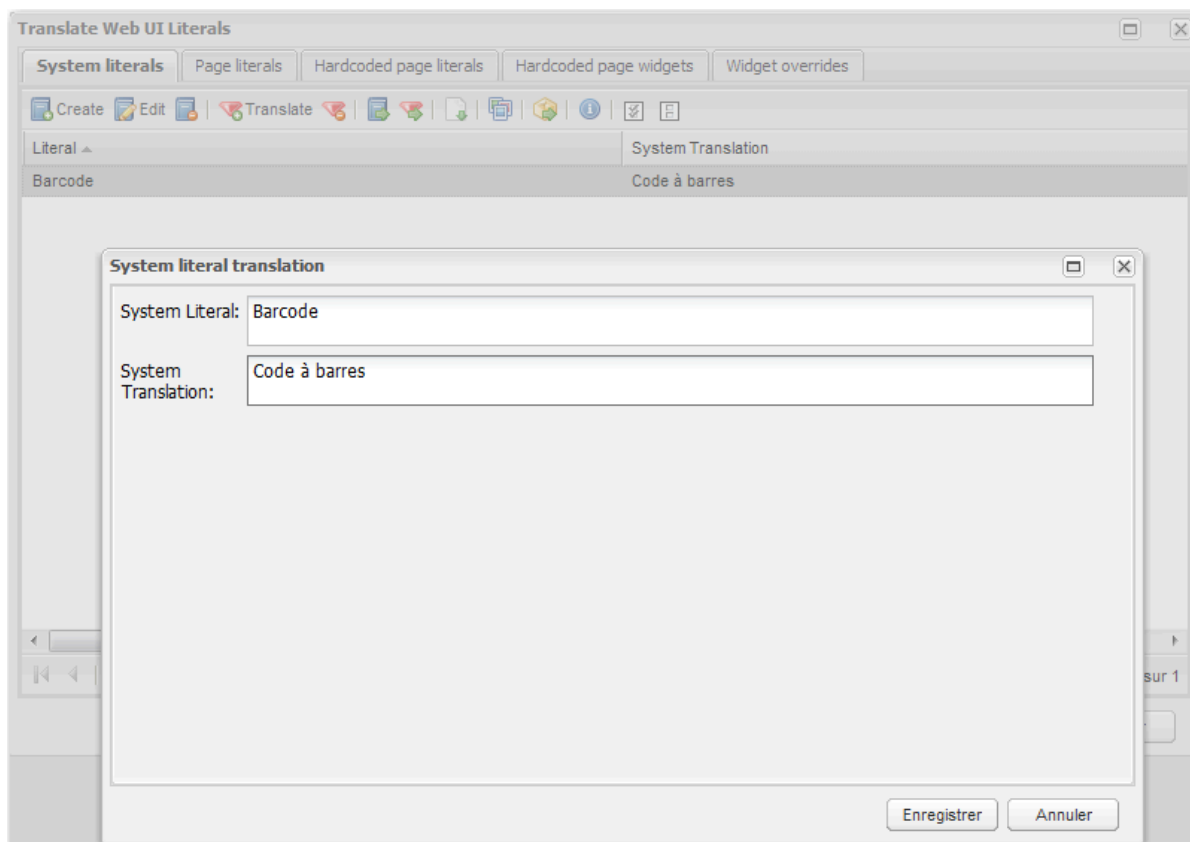 Translate Web UI Literals
System literals Page literals Hardcoded page literals Hardcoded page widgets Widget overrides
Create Edit Translate
Literal System Translation
Barcode Code à barres
System literal translation
System Literal: Barcode
System Code à barres
Translation:
sur 1
Enregistrer Annuler